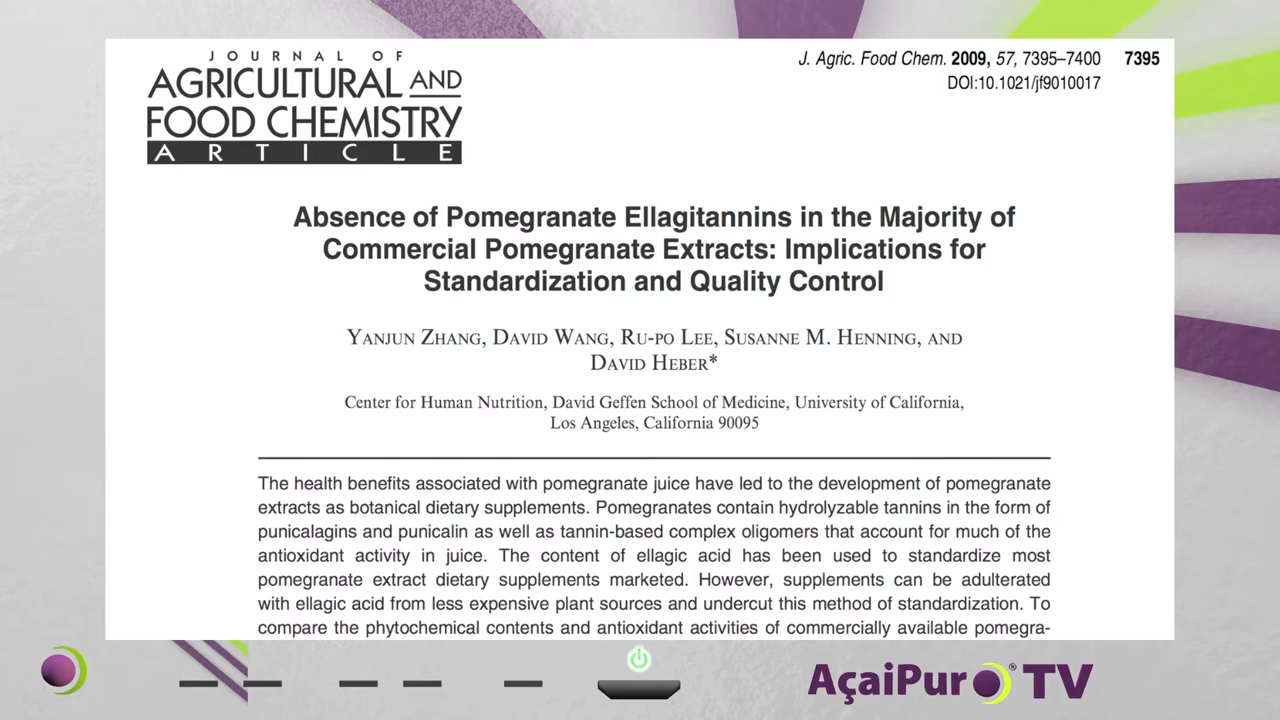 JOURNAL OF
AGRICULTURAL AND
FOOD CHEMISTRY
ARTICLE
J. Agric. Food Chem. 2009, 57, 7395–7400 7395
DOI:10.1021/jf9010017
Absence of Pomegranate Ellagitannins in the Majority of
Commercial Pomegranate Extracts: Implications for
Standardization and Quality Control
YANJUN ZHANG, DAVID WANG, RU-PO LEE, SUSANNE M. HENNING, AND
DAVID HEBER*
Center for Human Nutrition, David Geffen School of Medicine, University of California,
Los Angeles, California 90095
The health benefits associated with pomegranate juice have led to the development of pomegranate
extracts as botanical dietary supplements. Pomegranates contain hydrolyzable tannins in the form of
punicalagins and punicalin as well as tannin-based complex oligomers that account for much of the
antioxidant activity in juice. The content of ellagic acid has been used to standardize most
pomegranate extract dietary supplements marketed. However, supplements can be adulterated
with ellagic acid from less expensive plant sources and undercut this method of standardization. To
compare the phytochemical contents and antioxidant activities of commercially available pomegra-
AçaiPuro® TV